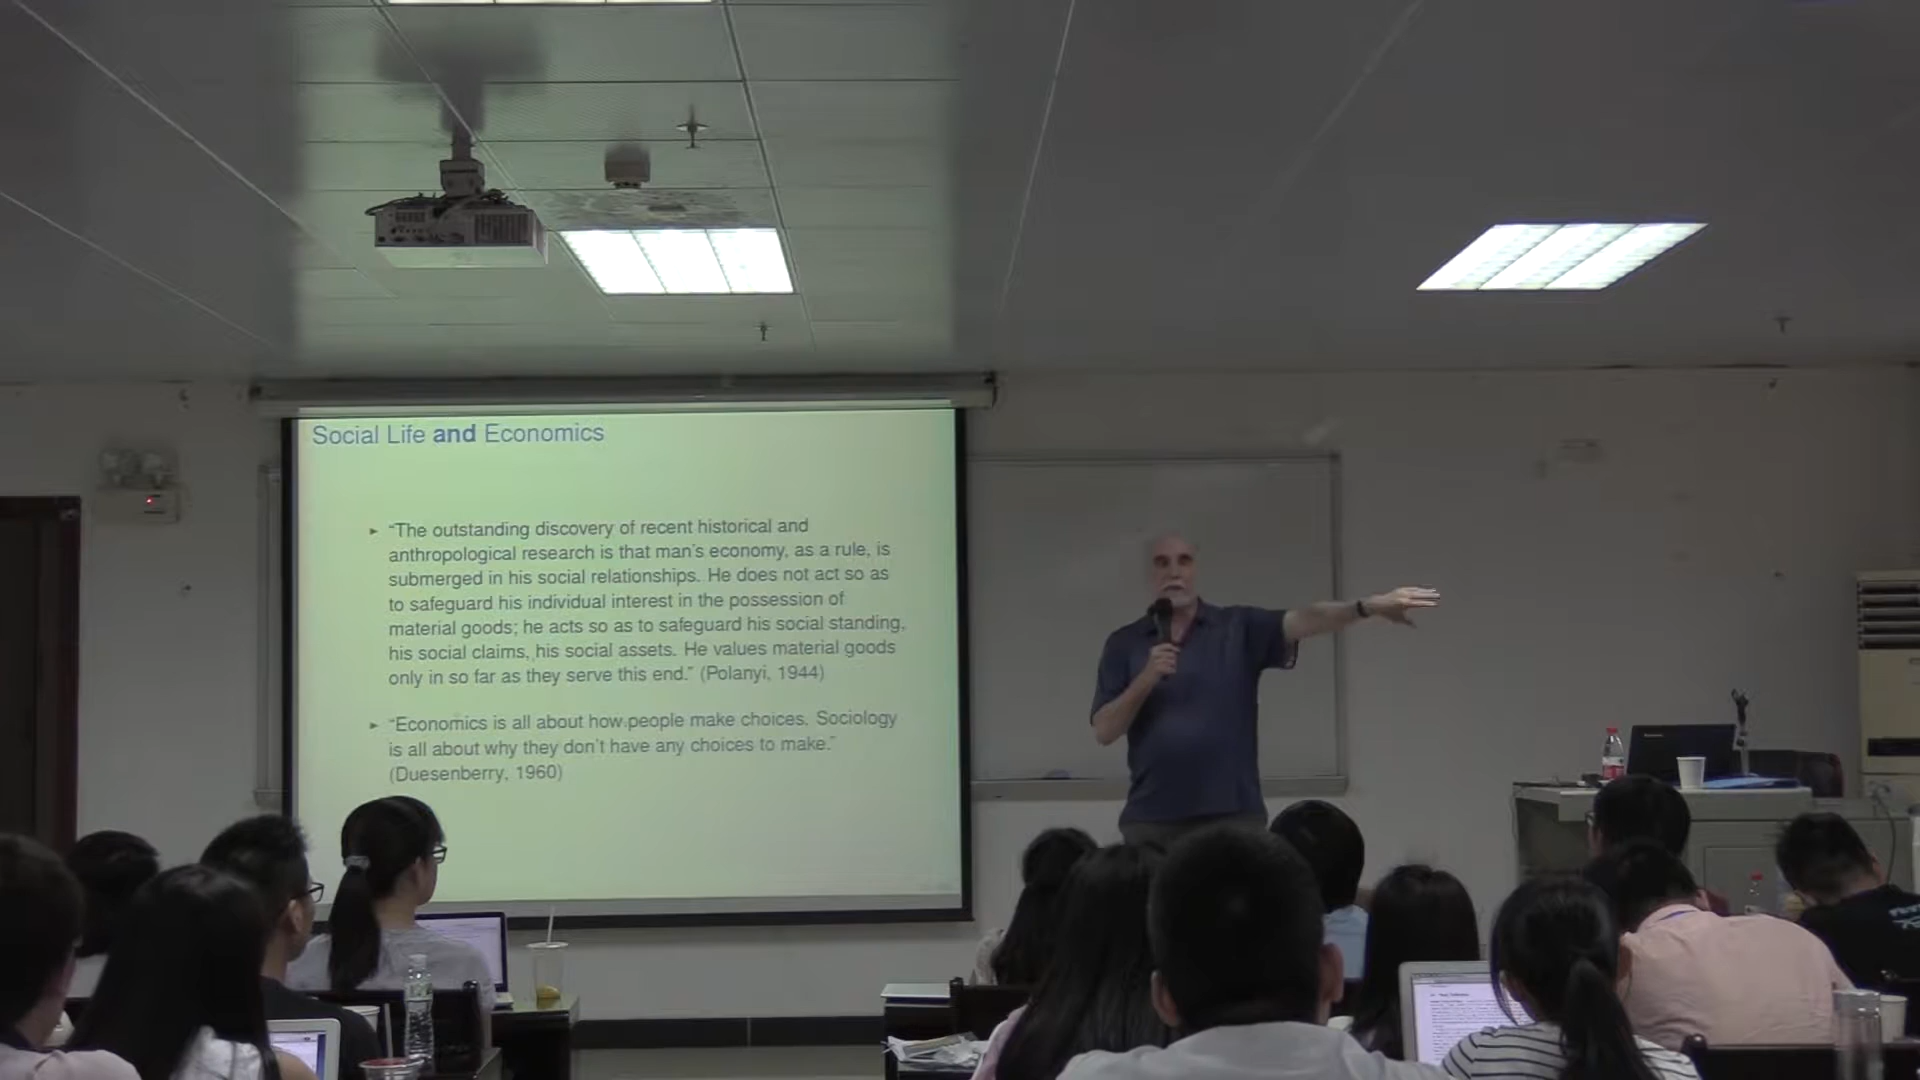 Social Life and Economics
► “The outstanding discovery of recent historical and
anthropological research is that man's economy, as a rule, is
submerged in his social relationships. He does not act so as
to safeguard his individual interest in the possession of
material goods; he acts so as to safeguard his social standing,
his social claims, his social assets. He values material goods
only in so far as they serve this end.” (Polanyi, 1944)
► “Economics is all about how people make choices. Sociology
is all about why they don't have any choices to make.”
(Duesenberry, 1960)